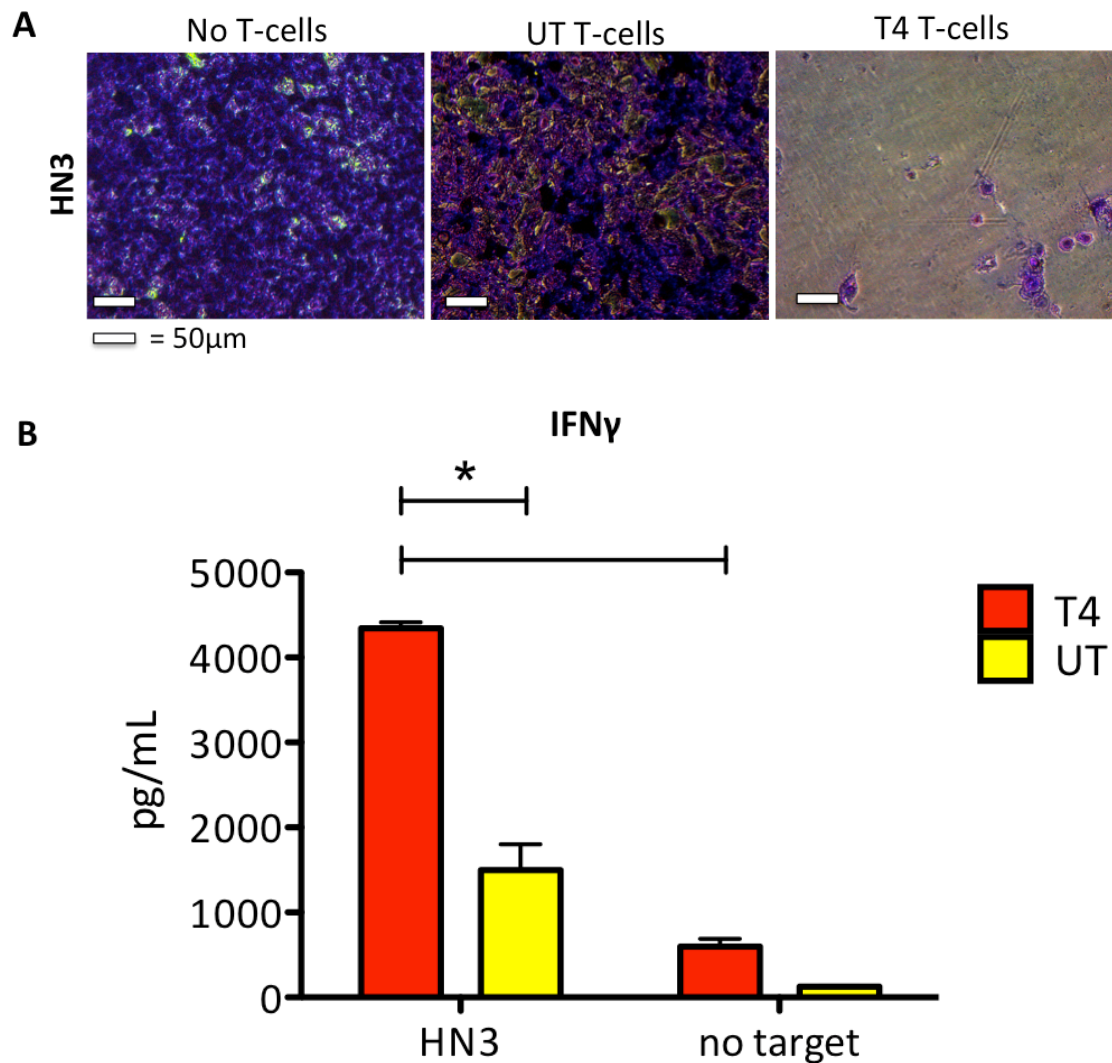 A
No T-cells
UT T-cells
T4 T-cells
HN3
= 50µm
B
IFNγ
*
5000
4000
3000
2000
1000
0
pg/mL
T4
UT
HN3
no target